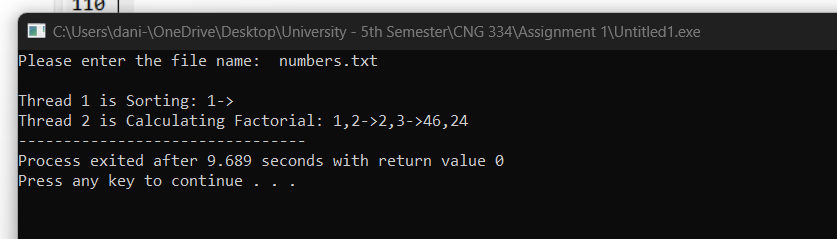 110
C:\Users\dani-\OneDrive\Desktop\University - 5th Semester\CNG 334\Assignment 1\Untitled1.exe
Please enter the file name:  numbers.txt
Thread 1 is Sorting: 1->
Thread 2 is Calculating Factorial: 1,2->2,3->46,24
--------------------------------
Process exited after 9.689 seconds with return value 0
Press any key to continue . . .